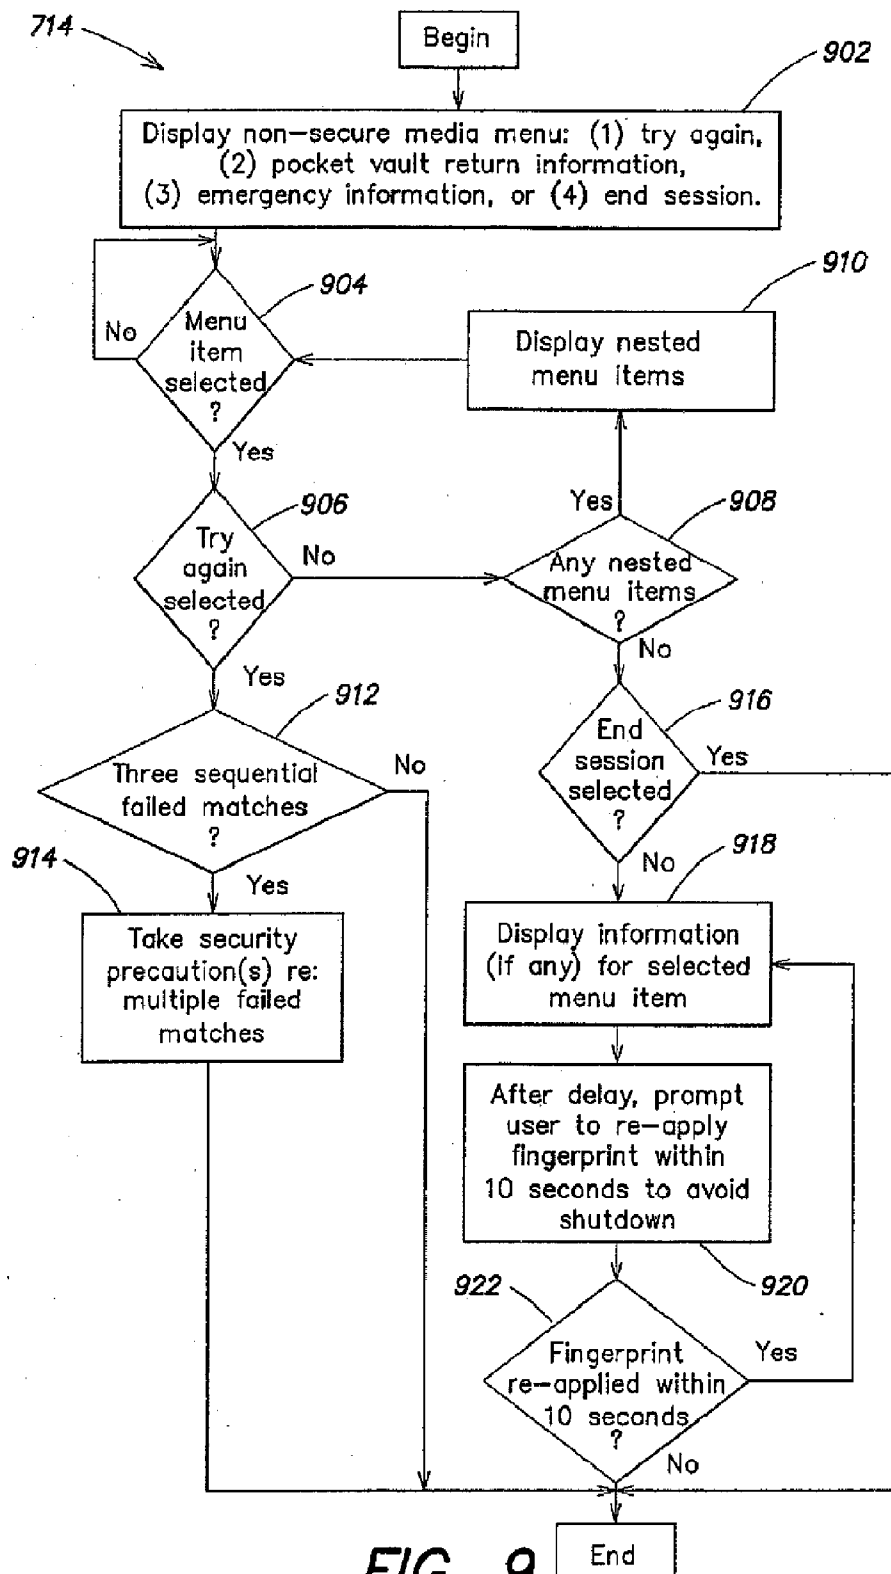 714
Begin
902
Display non-secure media menu: (1) try again,
(2) pocket vault return information,
(3) emergency information, or (4) end session.
904
910
No
Menu
item
selected
?
Display nested
menu items
Yes
906
Yes
908
Try
again
selected
?
No
Any nested
menu items
?
Yes
No
912
916
Three sequential
failed matches
?
No
End
session
selected
?
Yes
914
Yes
No
918
Take security
precaution(s) re:
multiple failed
matches
Display information
(if any) for selected
menu item
After delay, prompt
user to re-apply
fingerprint within
10 seconds to avoid
shutdown
922
920
Fingerprint
re-applied within
10 seconds
?
Yes
No
FIG. 9
End